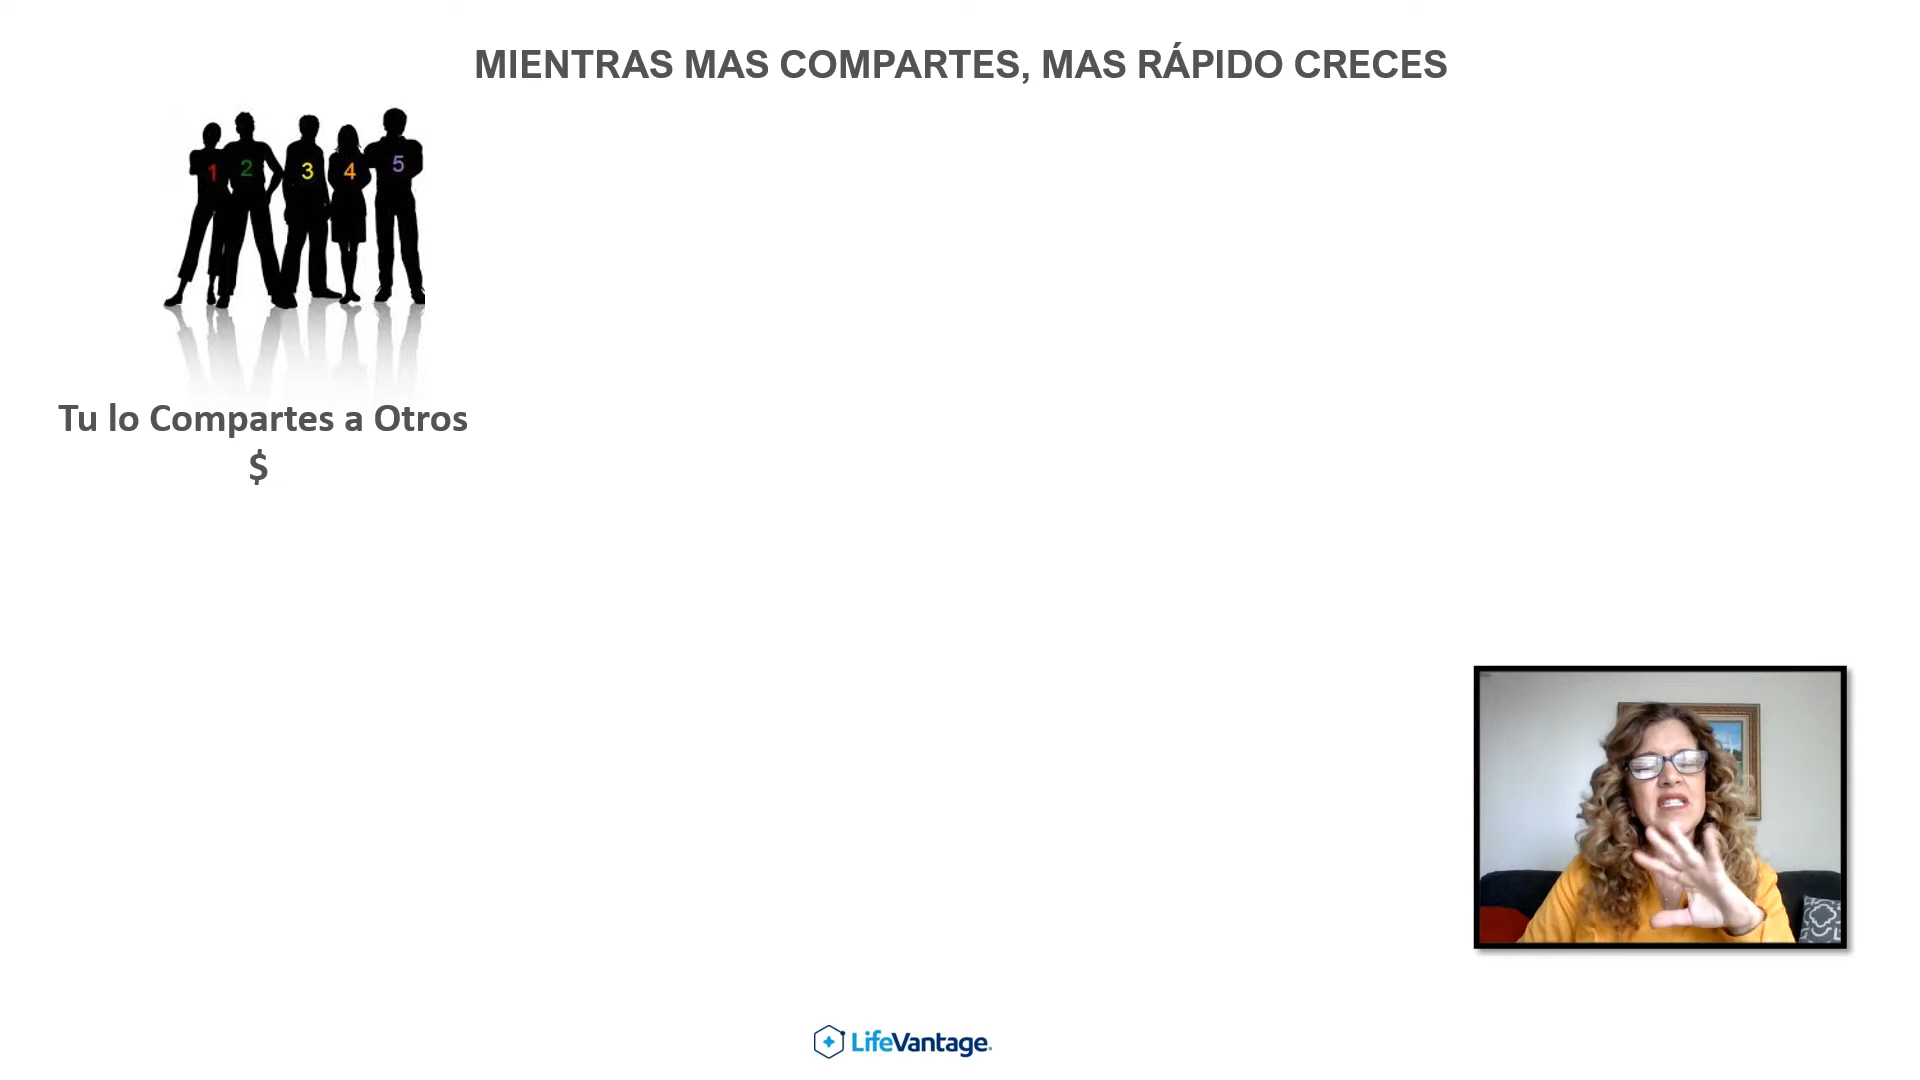 MIENTRAS MAS COMPARTES, MAS RÁPIDO CRECES
1 2 3 4 5
Tu lo Compartes a Otros
$
LifeVantage.